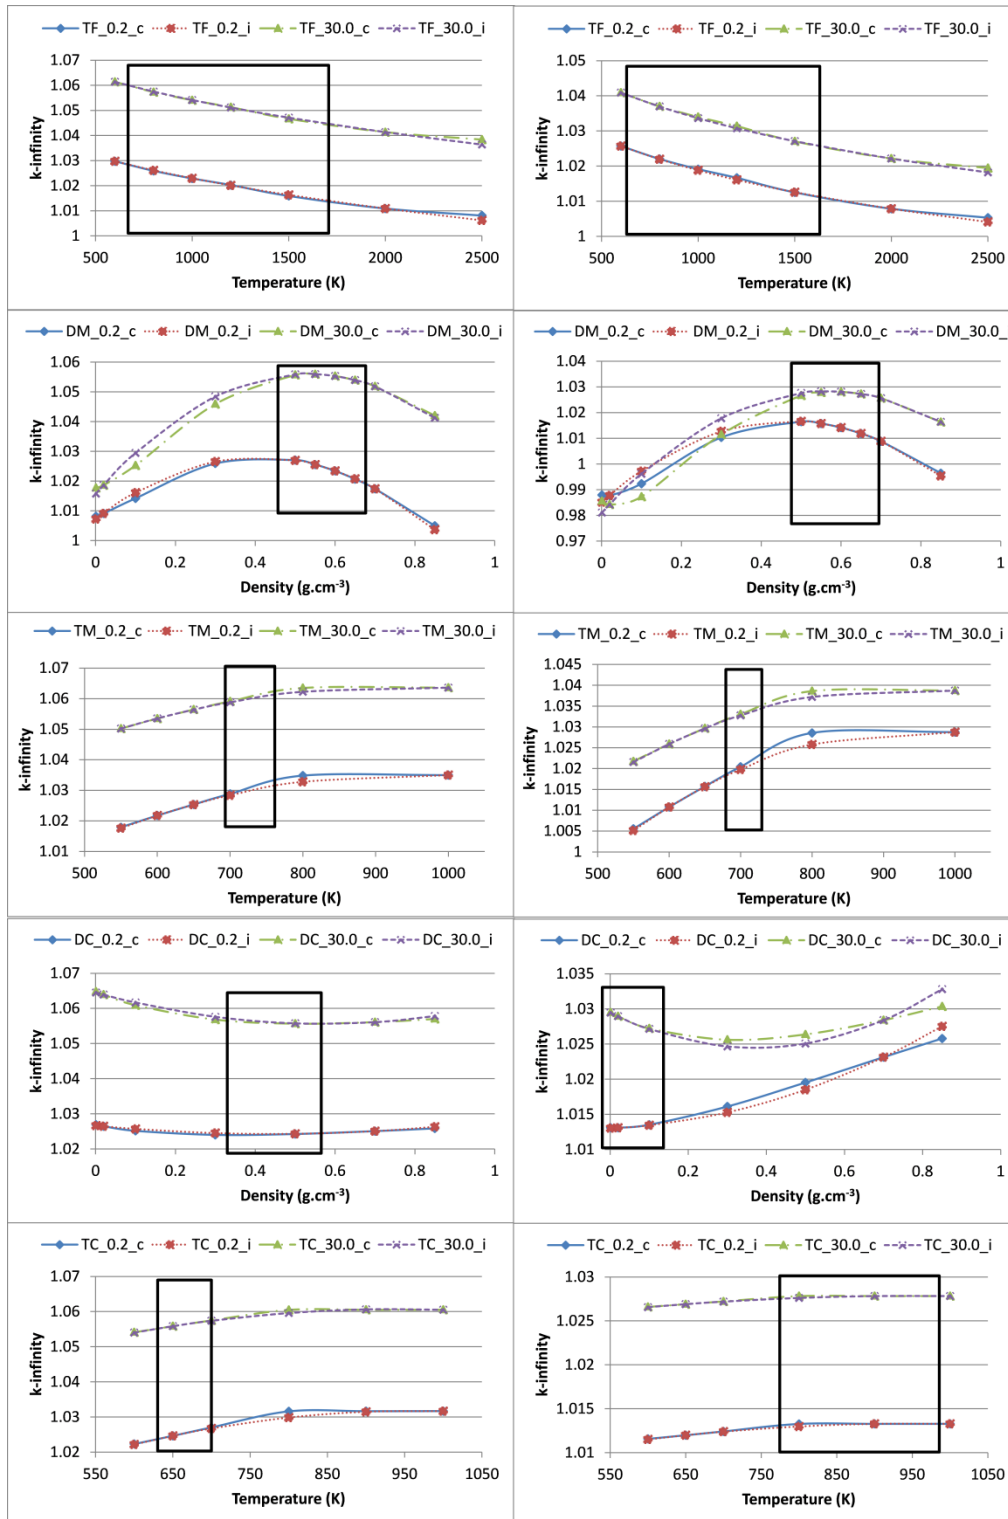 TF_0.2_c TF_0.2_i TF_30.0_c TF_30.0_i
1.07
1.06
1.05
1.04
1.03
1.02
1.01
1
k-infinity
500 1000 1500 2000 2500
Temperature (K)
TF_0.2_c TF_0.2_i TF_30.0_c TF_30.0_i
1.05
1.04
1.03
1.02
1.01
1
k-infinity
500 1000 1500 2000 2500
Temperature (K)
DM_0.2_c DM_0.2_i DM_30.0_c DM_30.0_i
1.06
1.05
1.04
1.03
1.02
1.01
1
k-infinity
0 0.2 0.4 0.6 0.8 1
Density (g.cm-3)
DM_0.2_c DM_0.2_i DM_30.0_c DM_30.0_
1.04
1.03
1.02
1.01
1
0.99
0.98
0.97
k-infinity
0 0.2 0.4 0.6 0.8 1
Density (g.cm-3)
TM_0.2_c TM_0.2_i TM_30.0_c TM_30.0_i
1.07
1.06
1.05
1.04
1.03
1.02
1.01
k-infinity
500 600 700 800 900 1000
Temperature (K)
TM_0.2_c TM_0.2_i TM_30.0_c TM_30.0_i
1.045
1.04
1.035
1.03
1.025
1.02
1.015
1.01
1.005
1
k-infinity
500 600 700 800 900 1000
Temperature (K)
DC_0.2_c DC_0.2_i DC_30.0_c DC_30.0_i
1.07
1.06
1.05
1.04
1.03
1.02
k-infinity
0 0.2 0.4 0.6 0.8 1
Density (g.cm-3)
DC_0.2_c DC_0.2_i DC_30.0_c DC_30.0_i
1.035
1.03
1.025
1.02
1.015
1.01
k-infinity
0 0.2 0.4 0.6 0.8 1
Density (g.cm-3)
TC_0.2_c TC_0.2_i TC_30.0_c TC_30.0_i
1.07
1.06
1.05
1.04
1.03
1.02
k-infinity
550 650 750 850 950 1050
Temperature (K)
TC_0.2_c TC_0.2_i TC_30.0_c TC_30.0_i
1.03
1.025
1.02
1.015
1.01
k-infinity
550 650 750 850 950 1050
Temperature (K)